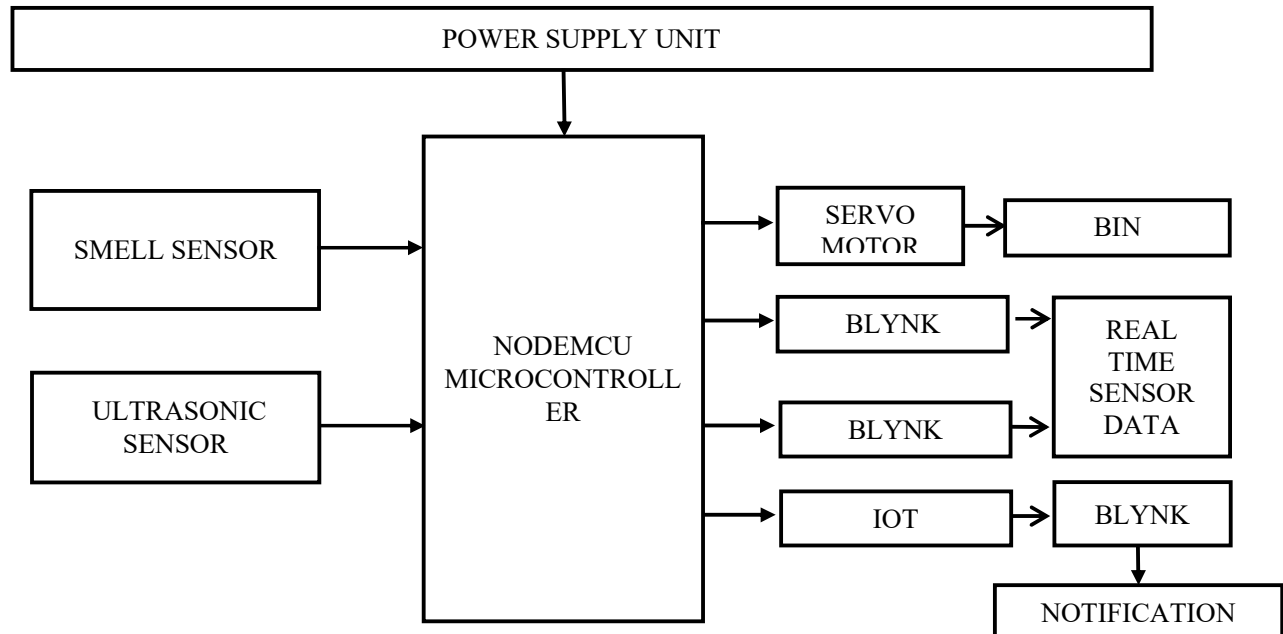 POWER SUPPLY UNIT
SMELL SENSOR
ULTRASONIC
SENSOR
NODEMCU
MICROCONTROLL
ER
SERVO
MOTOR
BIN
BLYNK
BLYNK
REAL
TIME
SENSOR
DATA
IOT
BLYNK
NOTIFICATION